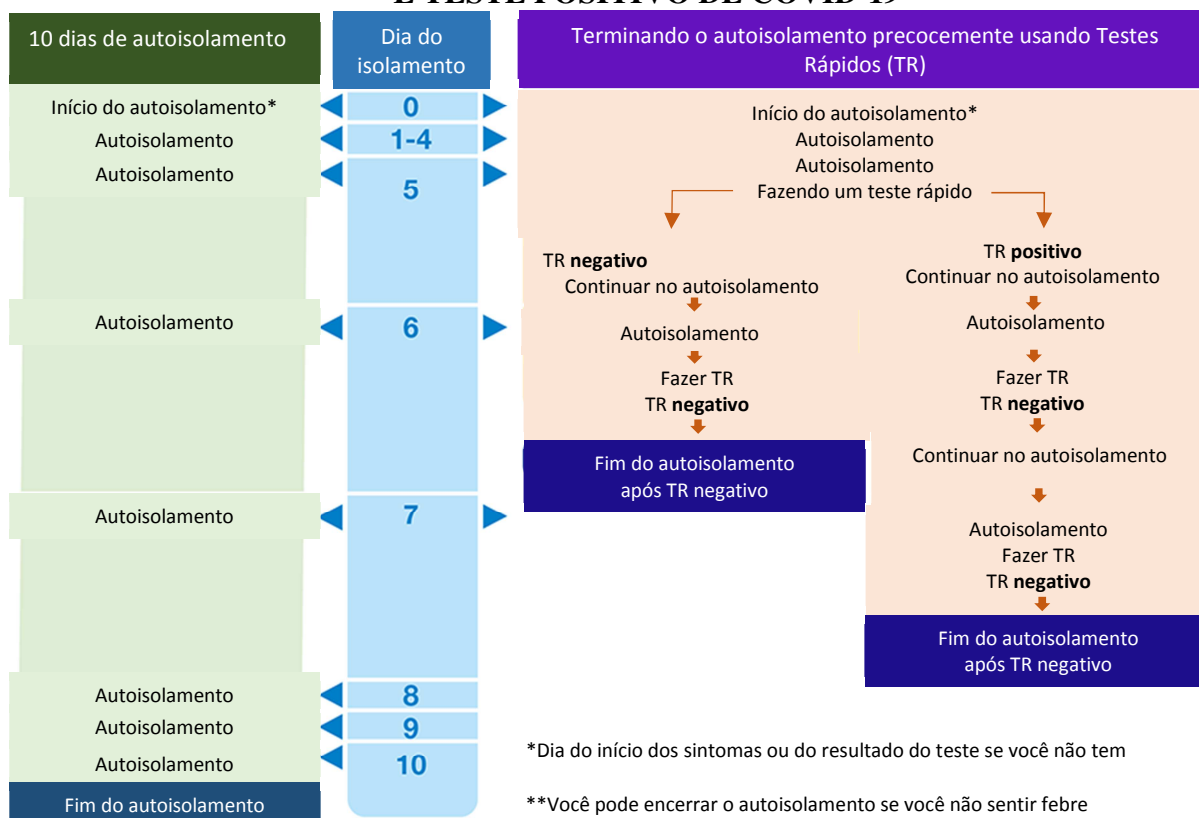 E TESTE POSITIVO DE COVID-19
10 dias de autoisolamento
Dia do
isolamento
Terminando o autoisolamento precocemente usando Testes
Rápidos (TR)
Início do autoisolamento*
0
Início do autoisolamento*
Autoisolamento
1-4
Autoisolamento
Autoisolamento
5
Autoisolamento
Fazendo um teste rápido
TR negativo
Continuar no autoisolamento
TR positivo
Continuar no autoisolamento
Autoisolamento
6
Autoisolamento
Fazer TR
TR negativo
Fim do autoisolamento
após TR negativo
Autoisolamento
Fazer TR
TR negativo
Continuar no autoisolamento
Autoisolamento
7
Autoisolamento
Fazer TR
TR negativo
Fim do autoisolamento
após TR negativo
Autoisolamento
8
Autoisolamento
9
Autoisolamento
10
Fim do autoisolamento
*Dia do início dos sintomas ou do resultado do teste se você não tem
**Você pode encerrar o autoisolamento se você não sentir febre